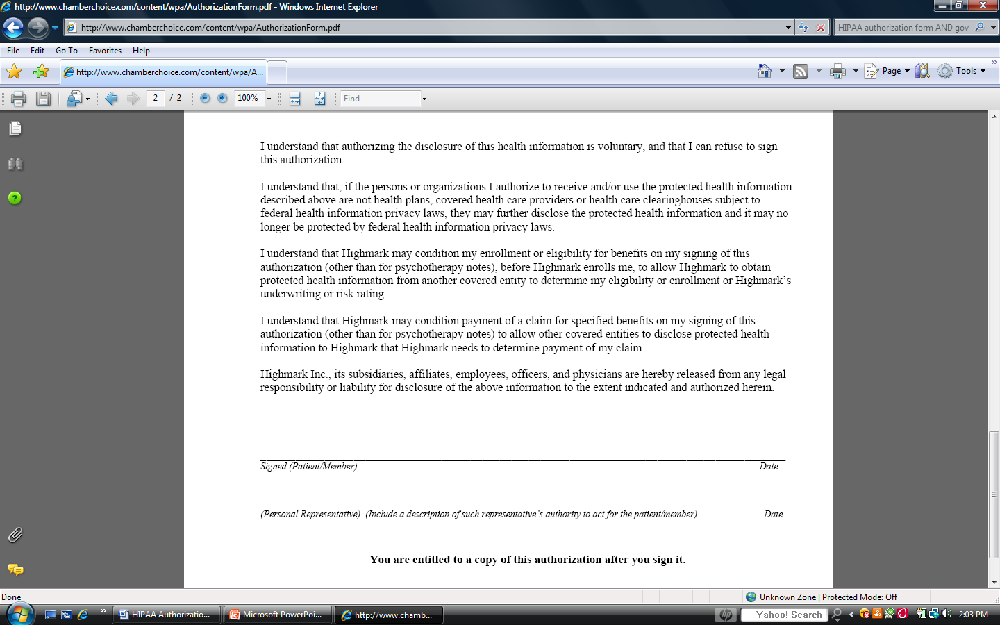 http://www.chamberchoice.com/content/wpa/AuthorizationForm.pdf - Windows Internet Explorer
http://www.chamberchoice.com/content/wpa/AuthorizationForm.pdf
HIPAA authorization form AND gov
File Edit Go To Favorites Help
http://www.chamberchoice.com/content/wpa/A...
Page Tools
2 / 2 100% Find
I understand that authorizing the disclosure of this health information is voluntary, and that I can refuse to sign
this authorization.
I understand that, if the persons or organizations I authorize to receive and/or use the protected health information
described above are not health plans, covered health care providers or health care clearinghouses subject to
federal health information privacy laws, they may further disclose the protected health information and it may no
longer be protected by federal health information privacy laws.
I understand that Highmark may condition my enrollment or eligibility for benefits on my signing of this
authorization (other than for psychotherapy notes), before Highmark enrolls me, to allow Highmark to obtain
protected health information from another covered entity to determine my eligibility or enrollment or Highmark’s
underwriting or risk rating.
I understand that Highmark may condition payment of a claim for specified benefits on my signing of this
authorization (other than for psychotherapy notes) to allow other covered entities to disclose protected health
information to Highmark that Highmark needs to determine payment of my claim.
Highmark Inc., its subsidiaries, affiliates, employees, officers, and physicians are hereby released from any legal
responsibility or liability for disclosure of the above information to the extent indicated and authorized herein.
Signed (Patient/Member) Date
(Personal Representative) (Include a description of such representative’s authority to act for the patient/member) Date
You are entitled to a copy of this authorization after you sign it.
Done
Unknown Zone | Protected Mode: Off
HIPAA Authorizatio...
Microsoft PowerPoi...
http://www.chamb...
hp
Yahoo! Search
2:03 PM